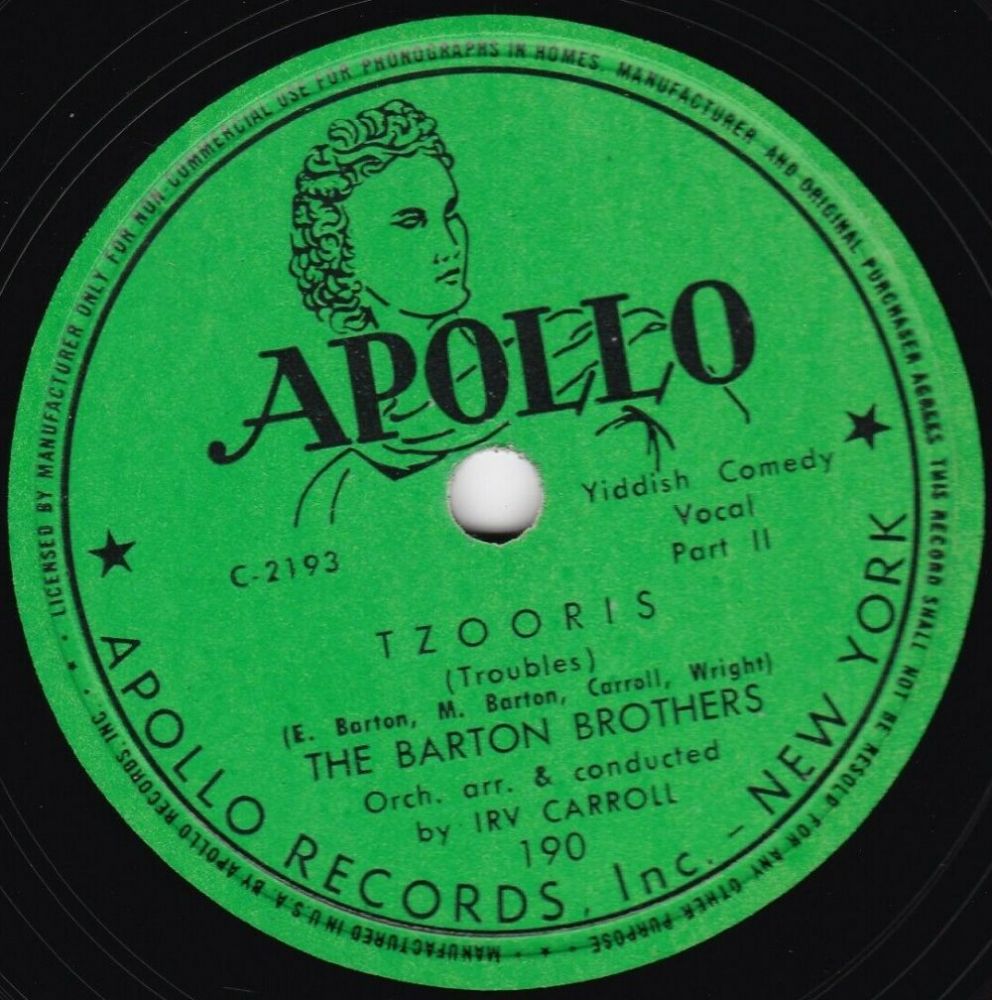 LICENSED BY MANUFACTURER ONLY FOR NON-COMMERCIAL USE FOR PHONOGRAPHS IN HOMES. MANUFACTURER AND ORIGINAL PURCHASER AGREES THIS RECORD SHALL NOT BE RESOLD FOR ANY OTHER PURPOSE
MANUFACTURED IN U.S.A. BY APOLLO RECORDS, INC.
APOLLO
Yiddish Comedy
Vocal
Part II
C-2193
TZOORIS
(Troubles)
(E. Barton, M. Barton, Carroll, Wright)
THE BARTON BROTHERS
Orch. arr. & conducted
by IRV CARROLL
190
APOLLO RECORDS, Inc. - NEW YORK